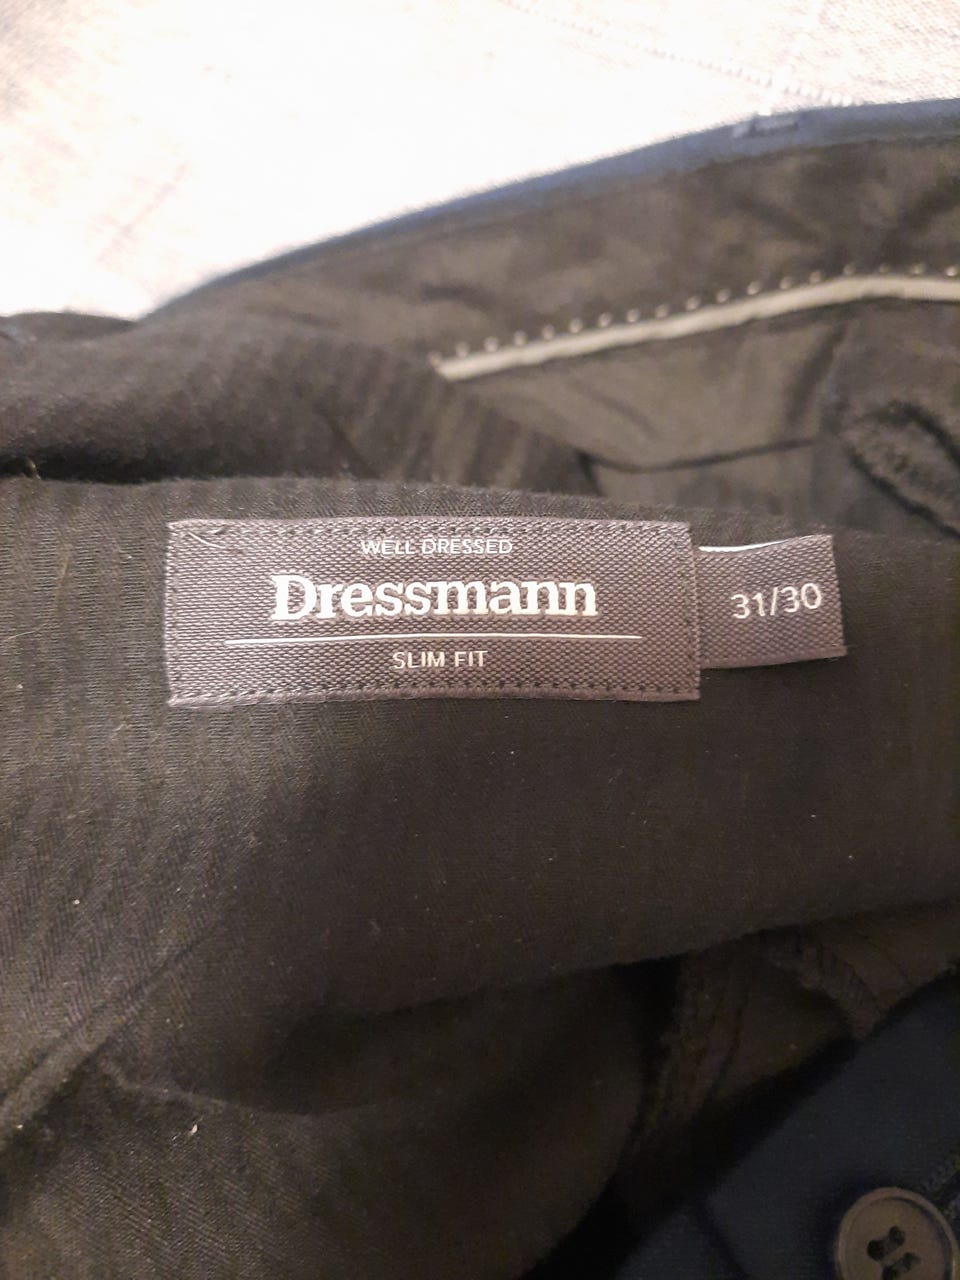 WELL DRESSED
Dressmann
SLIM FIT
31/30